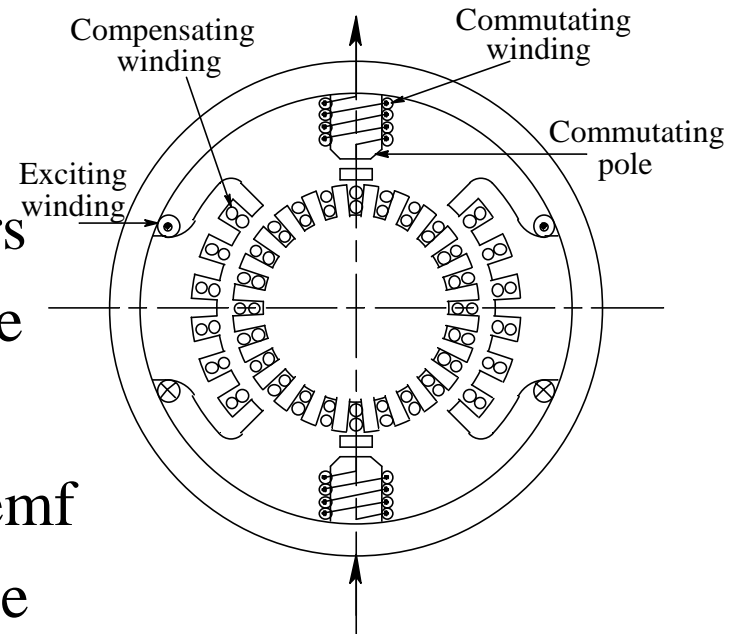 Compensating
winding
Commutating
winding
Commutating
pole
Exciting
winding
rs
e
emf
e